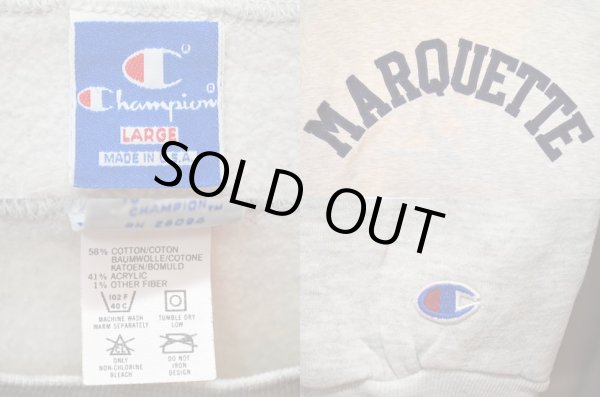 Champion
LARGE
MADE IN U.S.A
CHAMPION
RN 26094
58% COTTON/COTON
BAUMWOLLE/COTONE
KATOEN/BOMULD
41% ACRYLIC
1% OTHER FIBER
102 F
40 C
MACHINE WASH
WARM SEPARATELY
TUMBLE DRY
LOW
ONLY
NON-CHLORINE
BLEACH
DO NOT
IRON
DESIGN
MARQUETTE
SOLD OUT